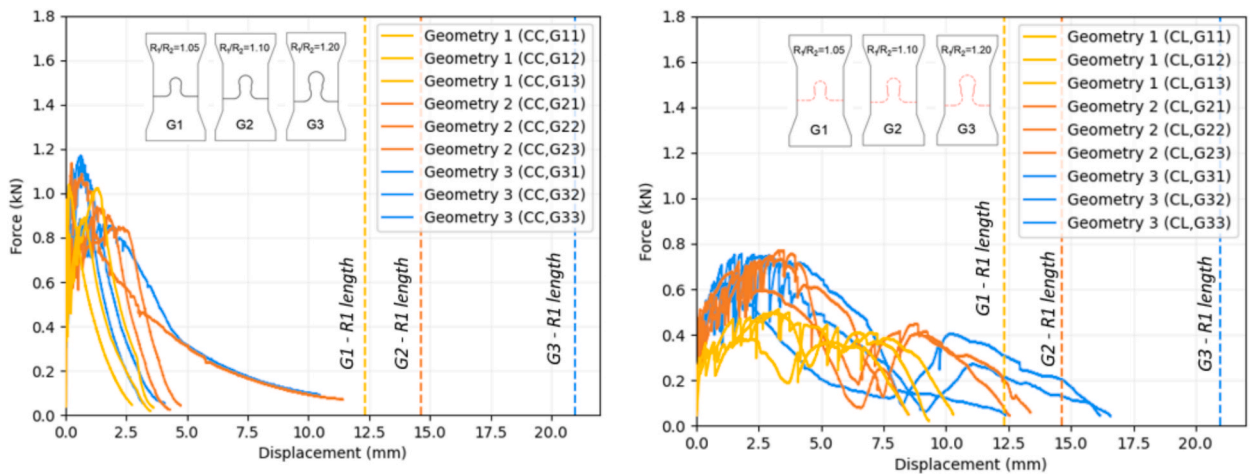 1.8
1.6
1.4
1.2
1.0
0.8
0.6
0.4
0.2
0.0
Force (kN)
R₁/R₂=1.05
R₁/R₂=1.10
R₁/R₂=1.20
G1
G2
G3
Geometry 1 (CC,G11)
Geometry 1 (CC,G12)
Geometry 1 (CC,G13)
Geometry 2 (CC,G21)
Geometry 2 (CC,G22)
Geometry 2 (CC,G23)
Geometry 3 (CC,G31)
Geometry 3 (CC,G32)
Geometry 3 (CC,G33)
G1 - R1 length
G2 - R1 length
G3 - R1 length
0.0 2.5 5.0 7.5 10.0 12.5 15.0 17.5 20.0
Displacement (mm)
1.8
1.6
1.4
1.2
1.0
0.8
0.6
0.4
0.2
0.0
Force (kN)
R₁/R₂=1.05
R₁/R₂=1.10
R₁/R₂=1.20
G1
G2
G3
Geometry 1 (CL,G11)
Geometry 1 (CL,G12)
Geometry 1 (CL,G13)
Geometry 2 (CL,G21)
Geometry 2 (CL,G22)
Geometry 2 (CL,G23)
Geometry 3 (CL,G31)
Geometry 3 (CL,G32)
Geometry 3 (CL,G33)
G1 - R1 length
G2 - R1 length
G3 - R1 length
0.0 2.5 5.0 7.5 10.0 12.5 15.0 17.5 20.0
Displacement (mm)